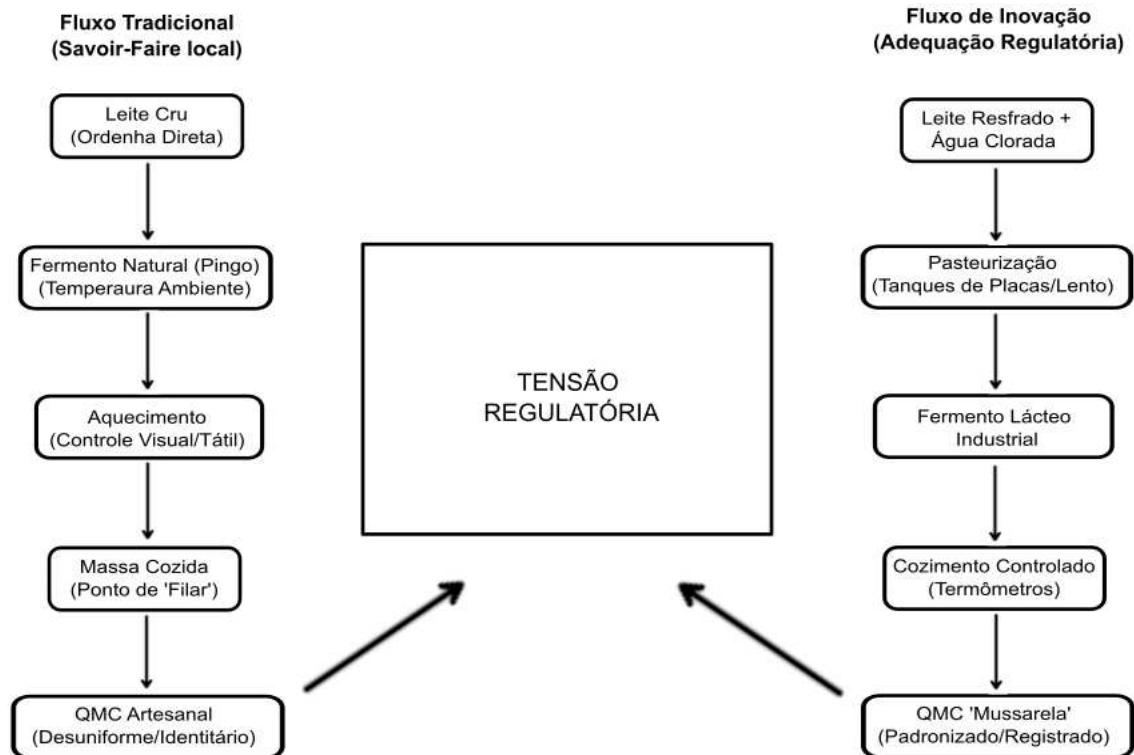 Fluxo Tradicional
(Savoir-Faire local)
Leite Cru
(Ordenha Direta)
Fermento Natural (Pingo)
(Temperaura Ambiente)
Aquecimento
(Controle Visual/Tátil)
Massa Cozida
(Ponto de 'Filar')
QMC Artesanal
(Desuniforme/Identitário)
TENSÃO
REGULATÓRIA
Fluxo de Inovação
(Adequação Regulatória)
Leite Resfrado +
Água Clorada
Pasteurização
(Tanques de Placas/Lento)
Fermento Lácteo
Industrial
Cozimento Controlado
(Termômetros)
QMC 'Mussarela'
(Padronizado/Registrado)